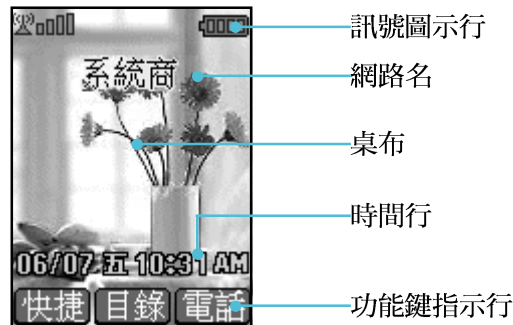 訊號圖示行
系統商
網路名
桌布
時間行
06/07 五 10:31 AM
快捷 目錄 電話
功能鍵指示行